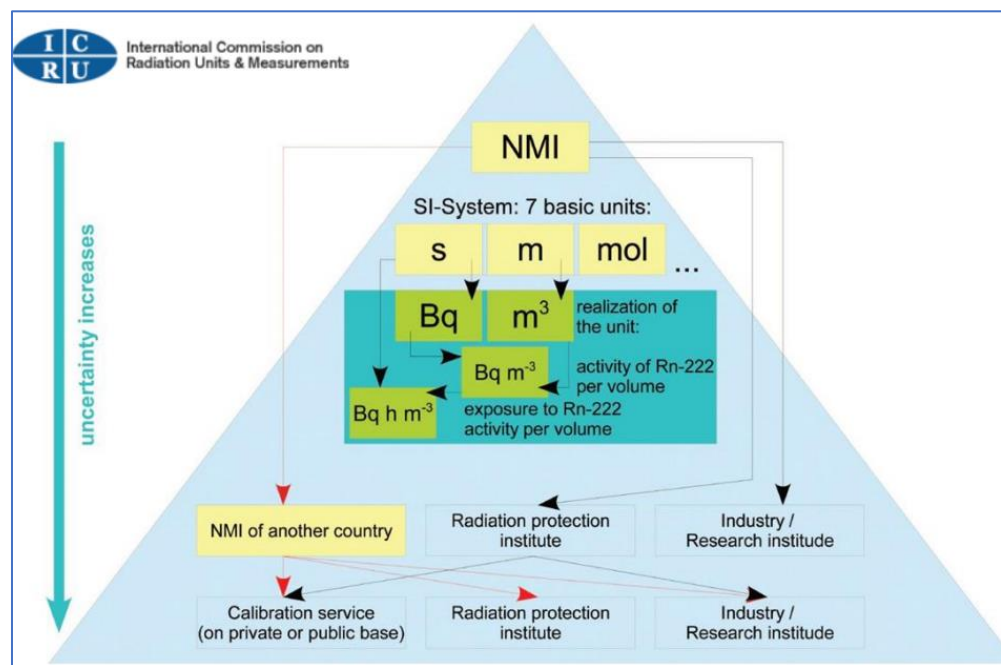 I C
R U
International Commission on
Radiation Units & Measurements
uncertainty increases
NMI
SI-System: 7 basic units:
s m mol ...
Bq m³ realization of
the unit:
Bq m⁻³ activity of Rn-222
per volume
Bq h m⁻³ exposure to Rn-222
activity per volume
NMI of another country
Radiation protection
institute
Industry /
Research institude
Calibration service
(on private or public base)
Radiation protection
institute
Industry /
Research institude